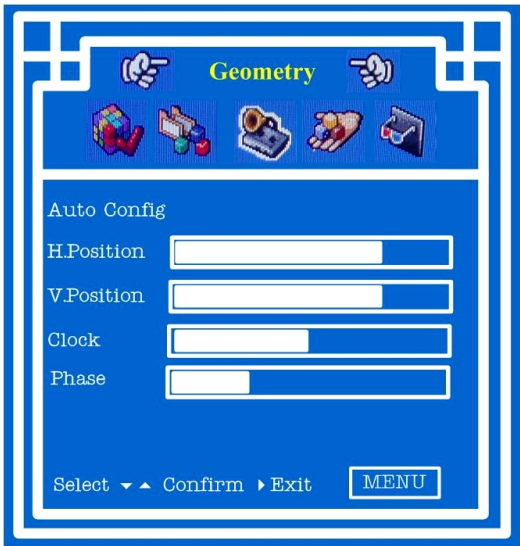 Geometry
Auto Config
H.Position
V.Position
Clock
Phase
Select Confirm Exit MENU